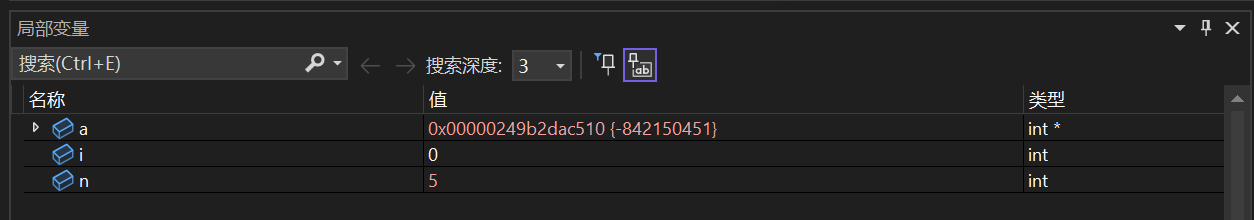 局部变量
搜索(Ctrl+E) 搜索深度: 3
名称 值 类型
a 0x00000249b2dac510 {-842150451} int *
i 0 int
n 5 int